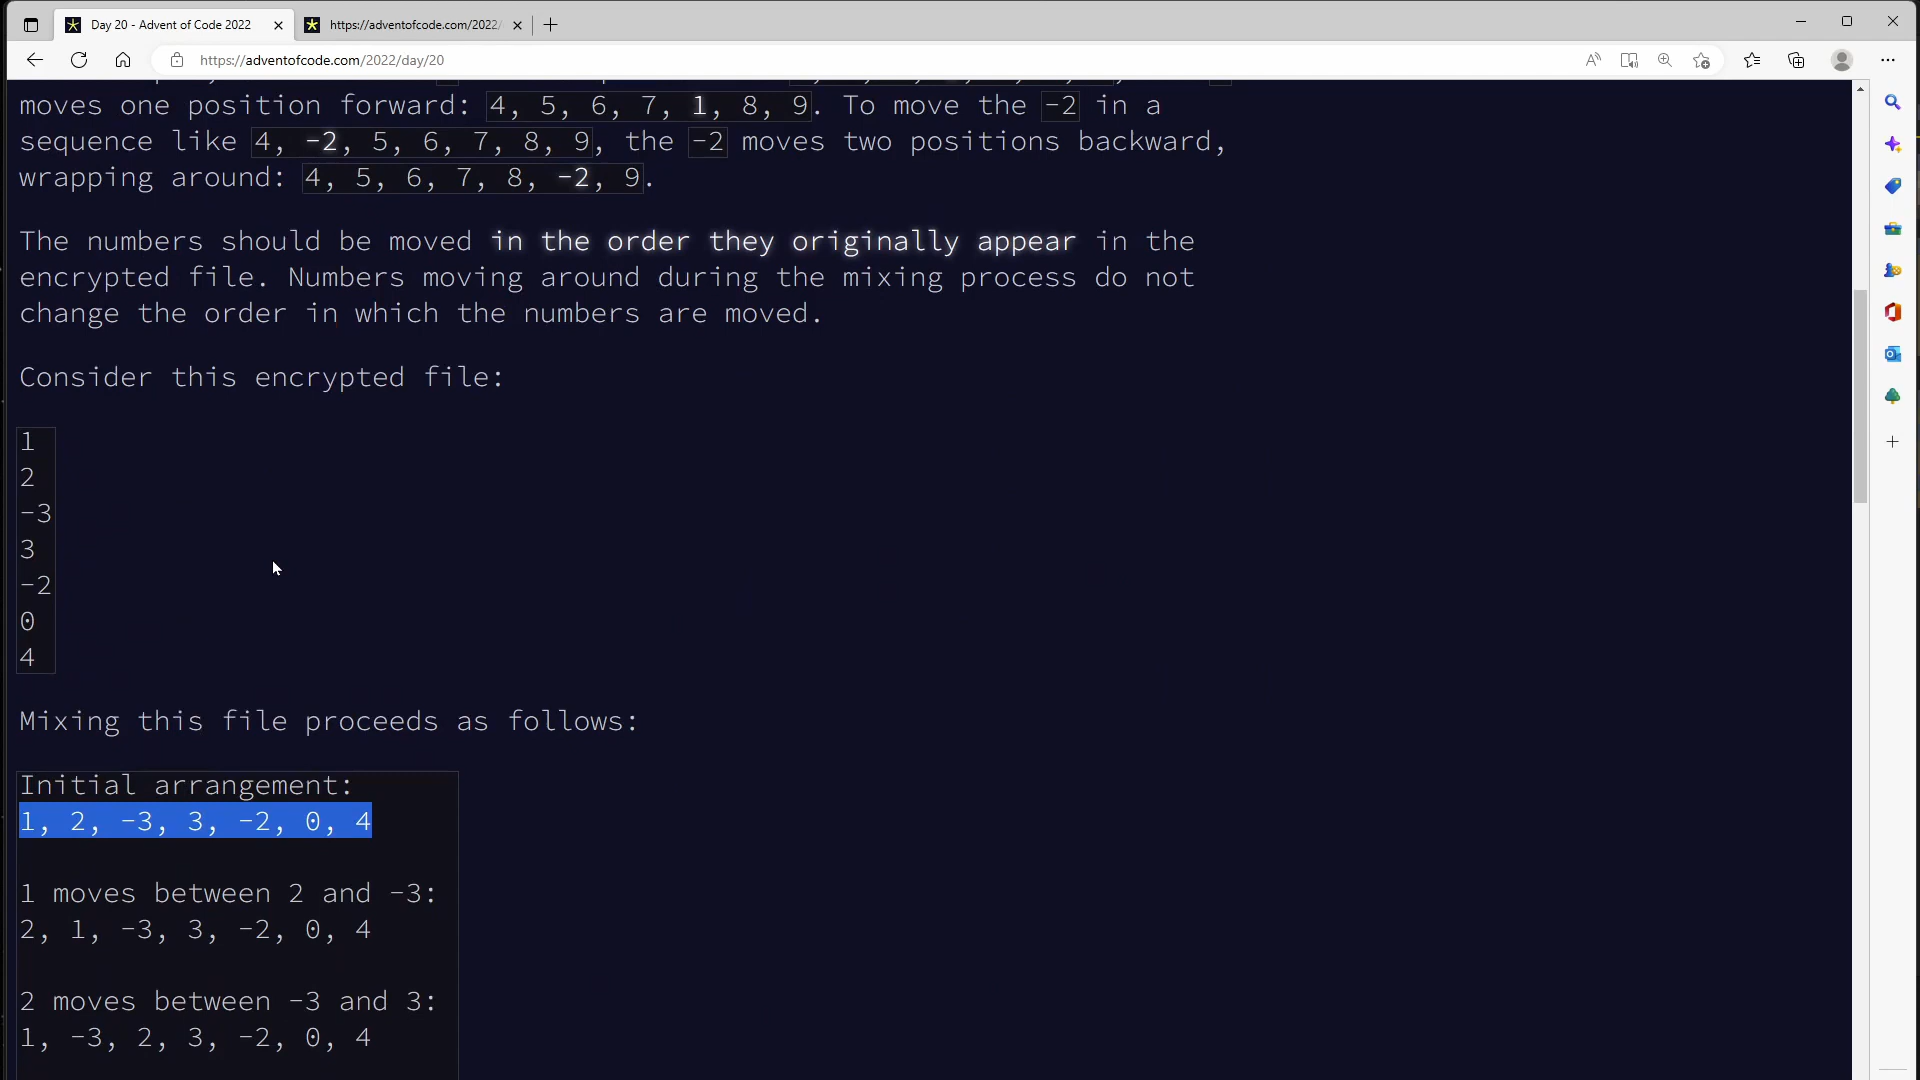 Day 20 - Advent of Code 2022
https://adventofcode.com/2022/
https://adventofcode.com/2022/day/20
moves one position forward: 4, 5, 6, 7, 1, 8, 9. To move the -2 in a
sequence like 4, -2, 5, 6, 7, 8, 9, the -2 moves two positions backward,
wrapping around: 4, 5, 6, 7, 8, -2, 9.
The numbers should be moved in the order they originally appear in the
encrypted file. Numbers moving around during the mixing process do not
change the order in which the numbers are moved.
Consider this encrypted file:
1
2
-3
3
-2
0
4
Mixing this file proceeds as follows:
Initial arrangement:
1, 2, -3, 3, -2, 0, 4
1 moves between 2 and -3:
2, 1, -3, 3, -2, 0, 4
2 moves between -3 and 3:
1, -3, 2, 3, -2, 0, 4